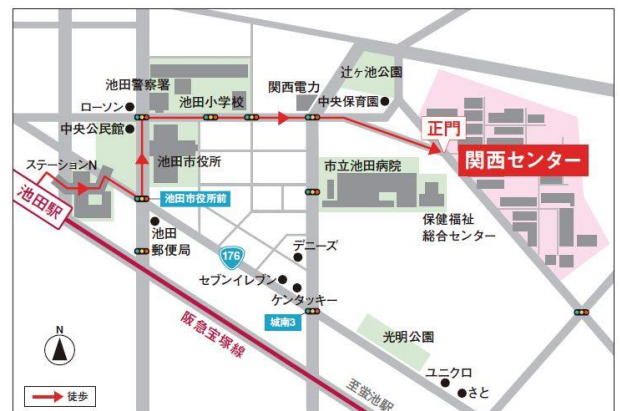 辻ヶ池公園
池田警察署
関西電力
ローソン
池田小学校
中央保育園
中央公民館
正門
ステーションN
池田市役所
市立池田病院
関西センター
池田駅
池田市役所前
池田
郵便局
保健福祉
総合センター
176
デニーズ
セブンイレブン
ケンタッキー
阪急宝塚線
城南3
光明公園
N
ユニクロ
至蛍池駅
さと
徒歩